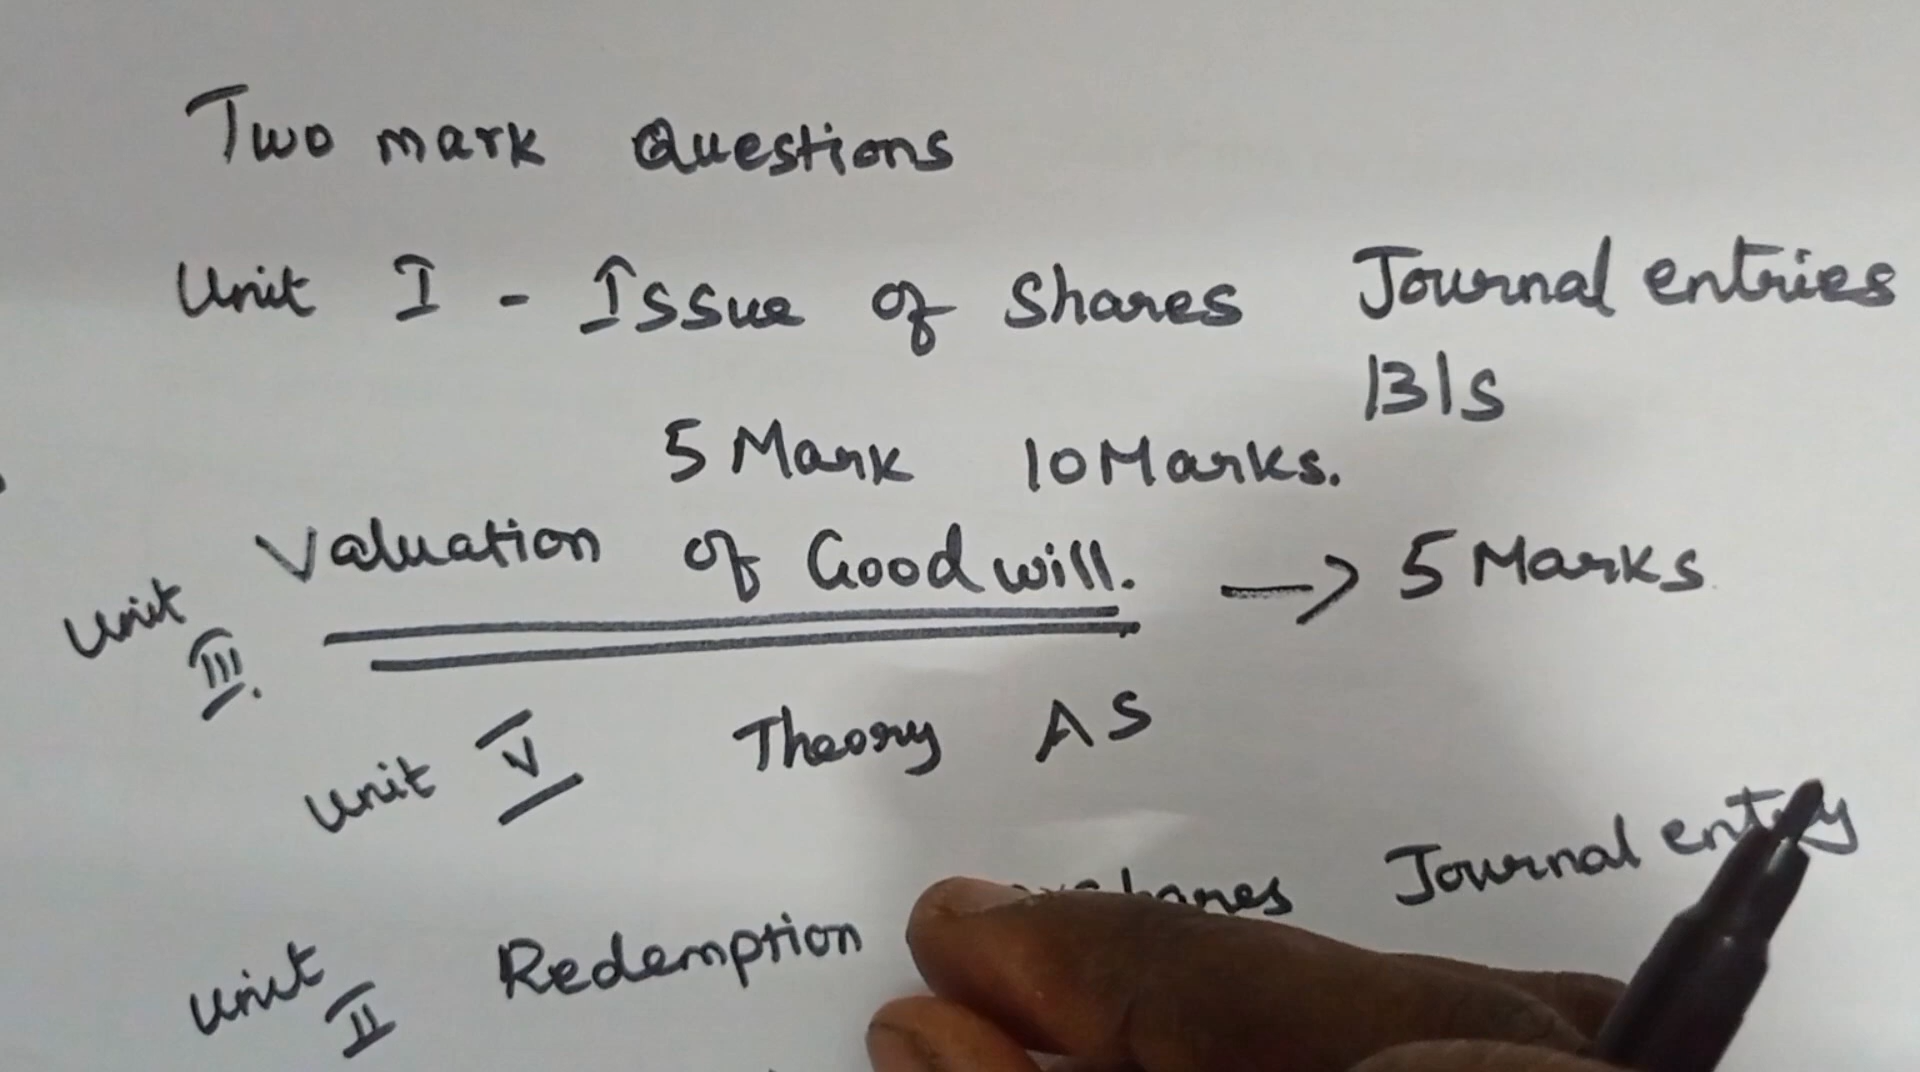 Two mark Questions
Unit I - Issue of Shares Journal entries
B/S
5 Mark 10 Marks.
Unit III. Valuation of Goodwill. → 5 Marks
Unit V Theory AS
Unit II Redemption Journal entry